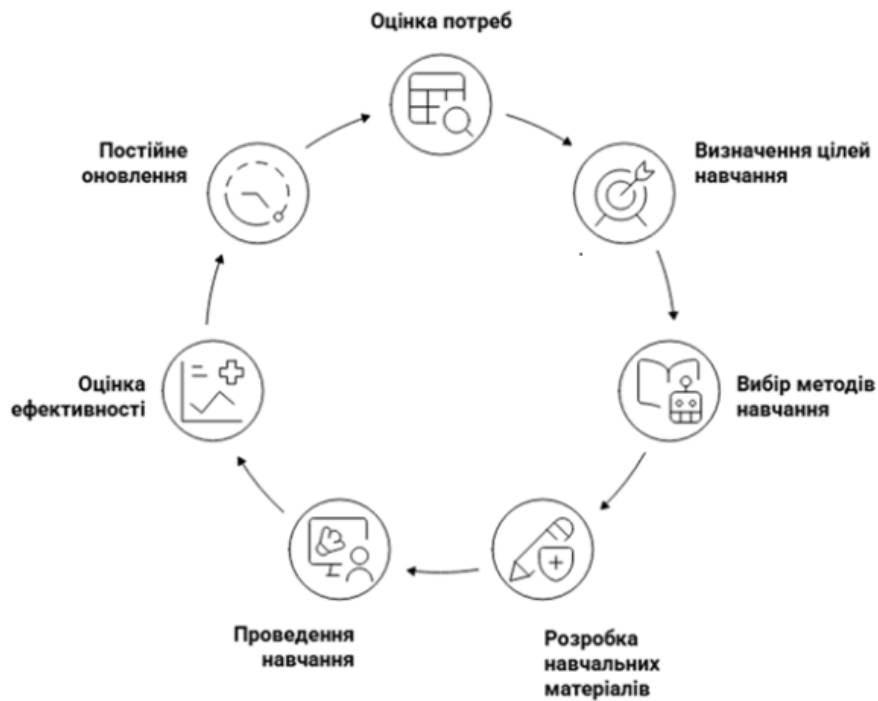 Оцінка потреб
Визначення цілей
навчання
Вибір методів
навчання
Розробка
навчальних
матеріалів
Проведення
навчання
Оцінка
ефективності
Постійне
оновлення